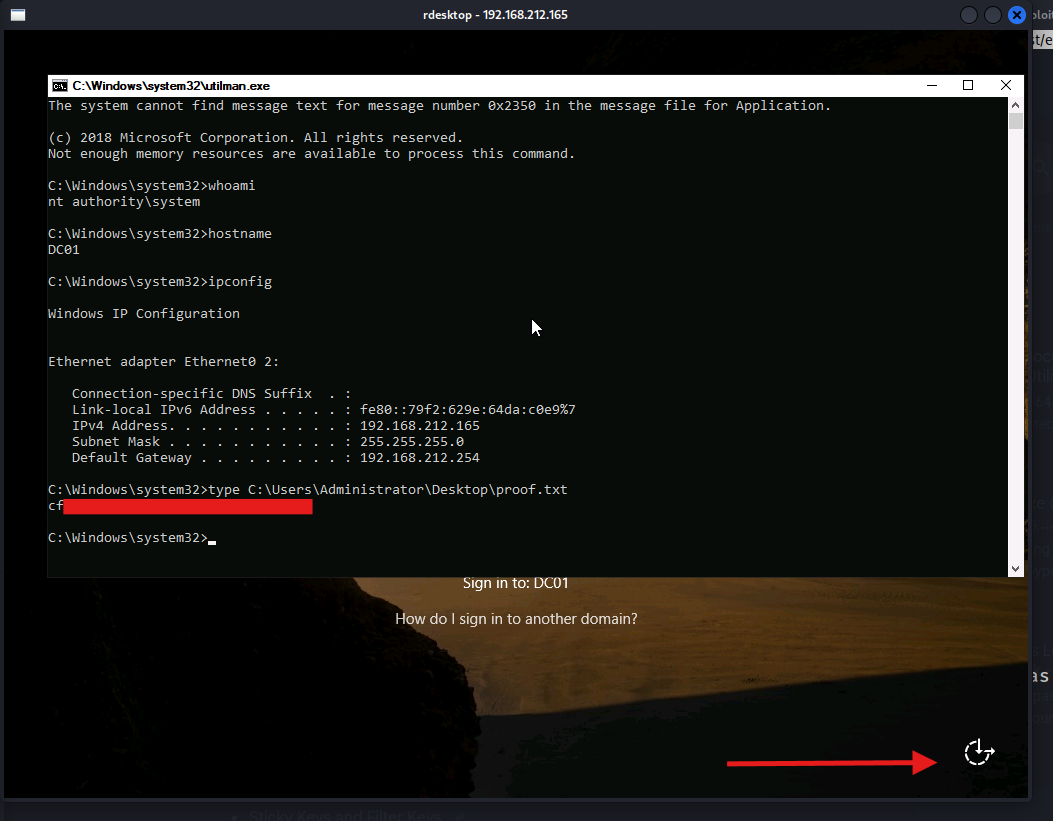 rdesktop - 192.168.212.165
C:\Windows\system32\utilman.exe
The system cannot find message text for message number 0x2350 in the message file for Application.
(c) 2018 Microsoft Corporation. All rights reserved.
Not enough memory resources are available to process this command.
C:\Windows\system32>whoami
nt authority\system
C:\Windows\system32>hostname
DC01
C:\Windows\system32>ipconfig
Windows IP Configuration
Ethernet adapter Ethernet0 2:
Connection-specific DNS Suffix  . :
Link-local IPv6 Address . . . . . : fe80::79f2:629e:64da:c0e9%7
IPv4 Address. . . . . . . . . . . : 192.168.212.165
Subnet Mask . . . . . . . . . . . : 255.255.255.0
Default Gateway . . . . . . . . . : 192.168.212.254
C:\Windows\system32>type C:\Users\Administrator\Desktop\proof.txt
cf
C:\Windows\system32>
Sign in to: DC01
How do I sign in to another domain?
as
Sticky Keys and Filter Keys